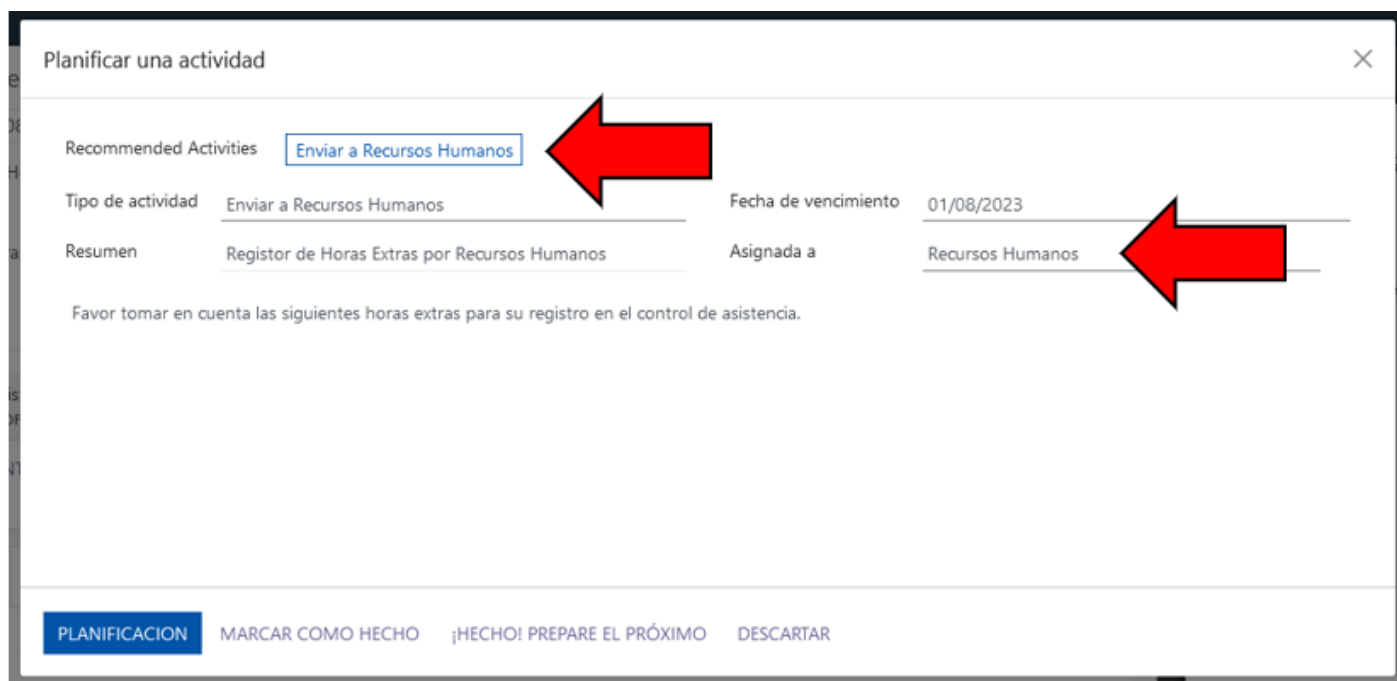 Planificar una actividad
Recommended Activities Enviar a Recursos Humanos
Tipo de actividad Enviar a Recursos Humanos Fecha de vencimiento 01/08/2023
Resumen Registor de Horas Extras por Recursos Humanos Asignada a Recursos Humanos
Favor tomar en cuenta las siguientes horas extras para su registro en el control de asistencia.
PLANIFICACION MARCAR COMO HECHO ¡HECHO! PREPARE EL PRÓXIMO DESCARTAR